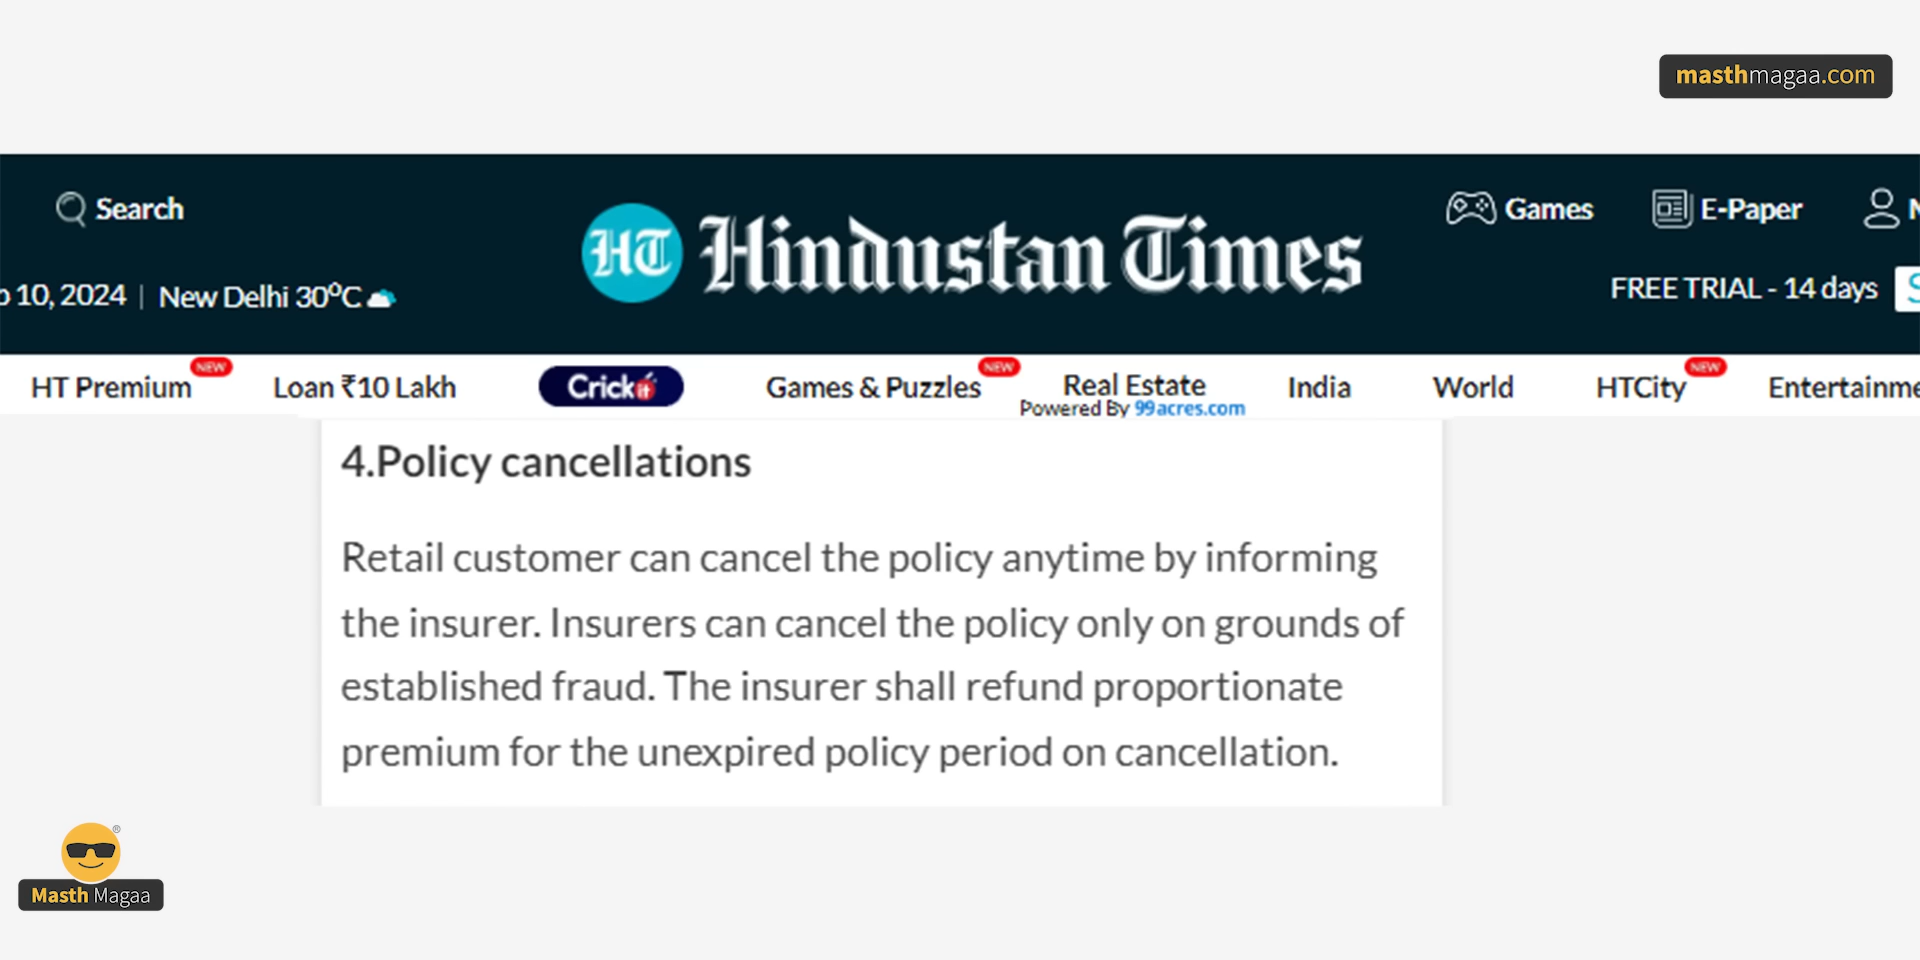 masthmagaa.com
Search
HT Hindustan Times
Games
E-Paper
10, 2024 | New Delhi 30°C
FREE TRIAL - 14 days
HT Premium NEW
Loan ₹10 Lakh
Crickit
Games & Puzzles NEW
Real Estate
Powered By 99acres.com
India
World
HTCity NEW
Entertainme
4.Policy cancellations
Retail customer can cancel the policy anytime by informing
the insurer. Insurers can cancel the policy only on grounds of
established fraud. The insurer shall refund proportionate
premium for the unexpired policy period on cancellation.
®
Masth Magaa